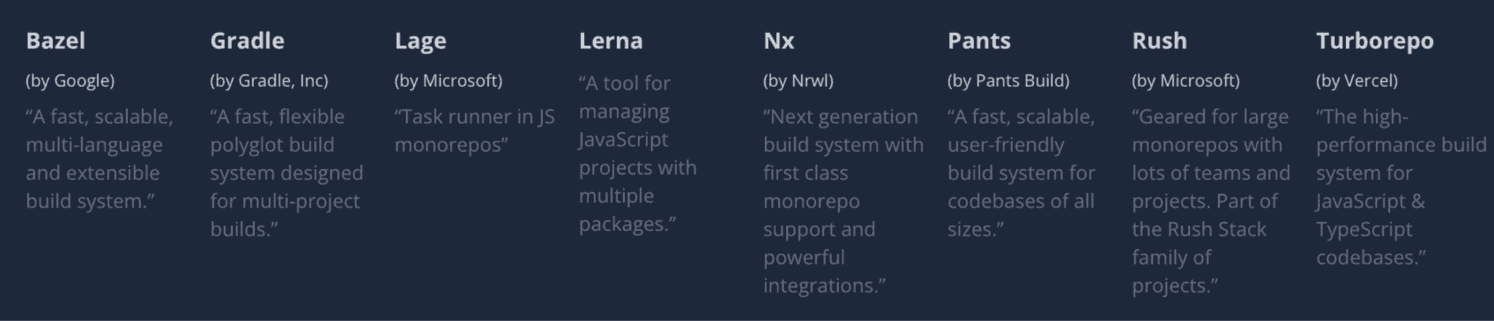 Bazel
(by Google)
“A fast, scalable,
multi-language
and extensible
build system.”
Gradle
(by Gradle, Inc)
“A fast, flexible
polyglot build
system designed
for multi-project
builds.”
Lage
(by Microsoft)
“Task runner in JS
monorepos”
Lerna
“A tool for
managing
JavaScript
projects with
multiple
packages.”
Nx
(by Nrwl)
“Next generation
build system with
first class
monorepo
support and
powerful
integrations.”
Pants
(by Pants Build)
“A fast, scalable,
user-friendly
build system for
codebases of all
sizes.”
Rush
(by Microsoft)
“Geared for large
monorepos with
lots of teams and
projects. Part of
the Rush Stack
family of
projects.”
Turborepo
(by Vercel)
“The high-
performance build
system for
JavaScript &
TypeScript
codebases.”